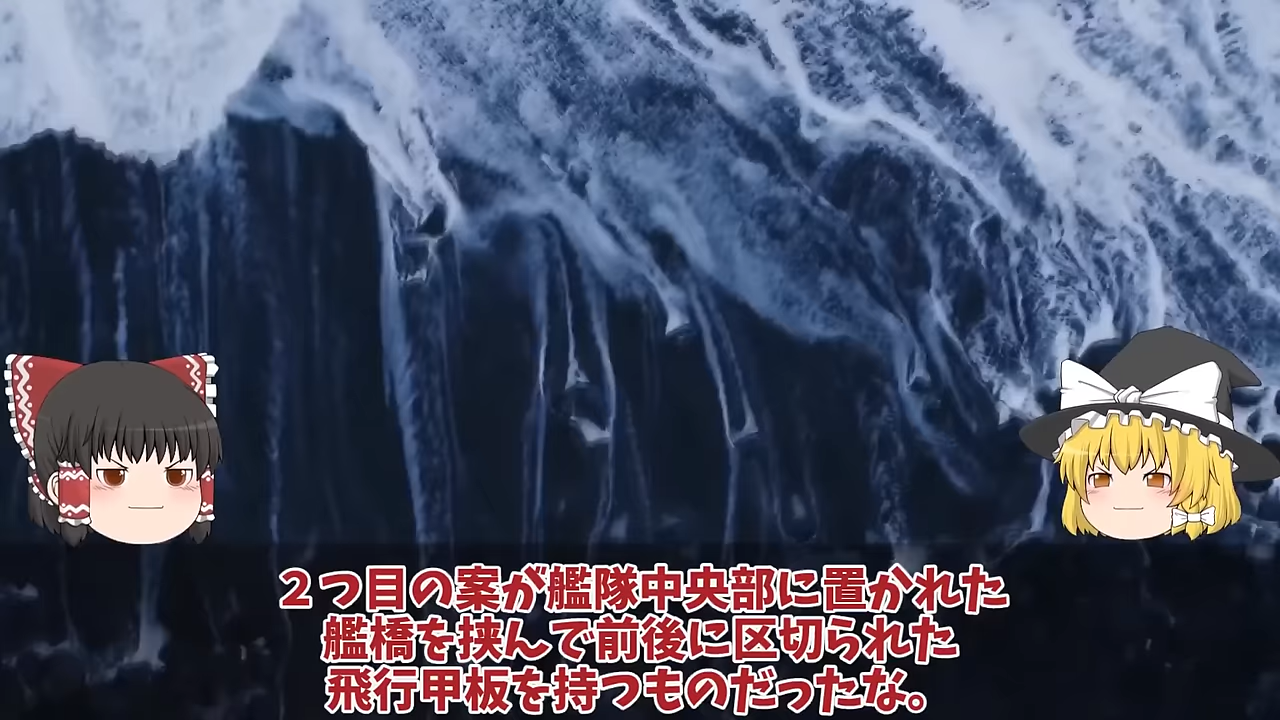 ２つ目の案が艦隊中央部に置かれた
艦橋を挟んで前後に区切られた
飛行甲板を持つものだったな。